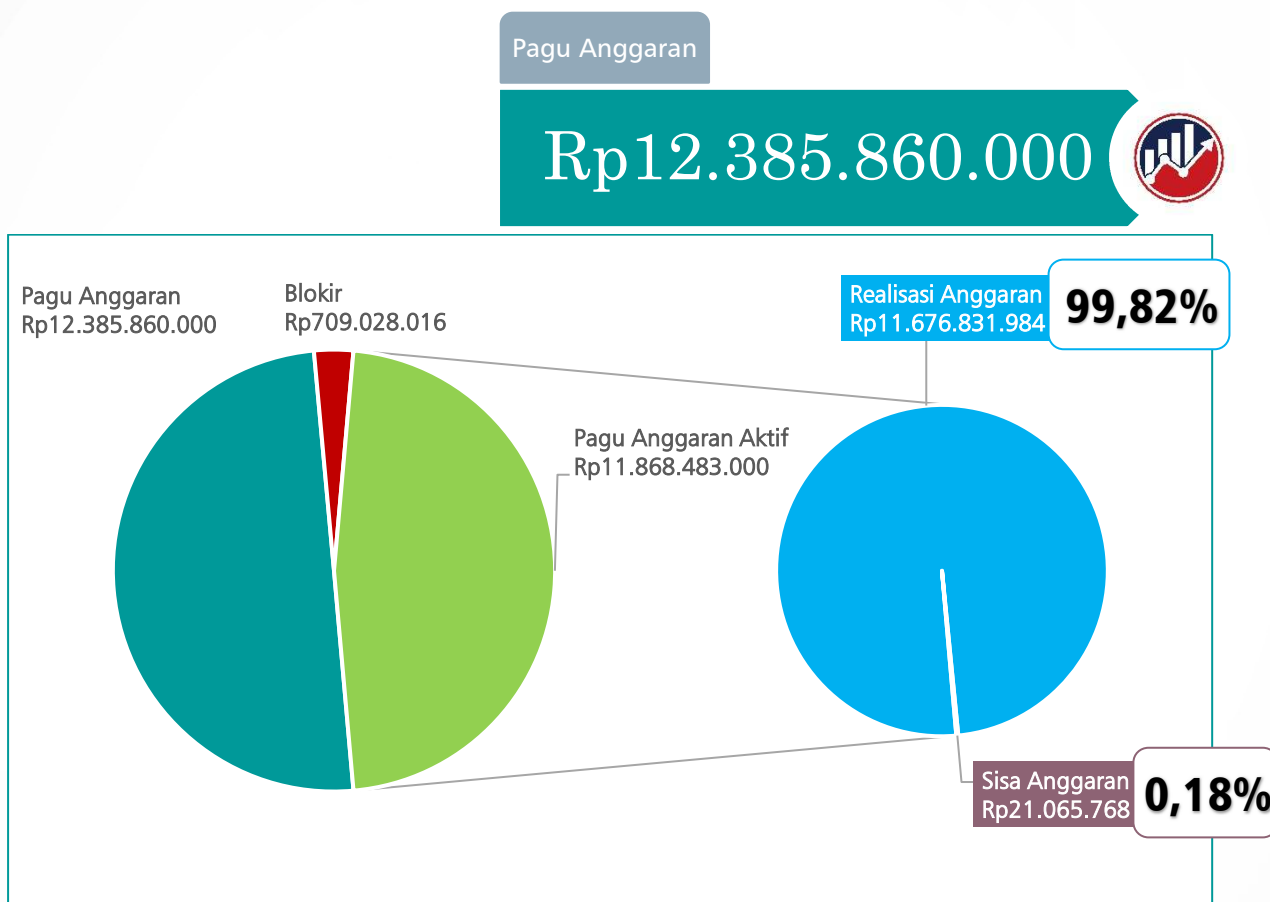 Pagu Anggaran
Rp12.385.860.000
Pagu Anggaran
Rp12.385.860.000
Blokir
Rp709.028.016
Realisasi Anggaran
Rp11.676.831.984
99,82%
Pagu Anggaran Aktif
Rp11.868.483.000
Sisa Anggaran
Rp21.065.768
0,18%